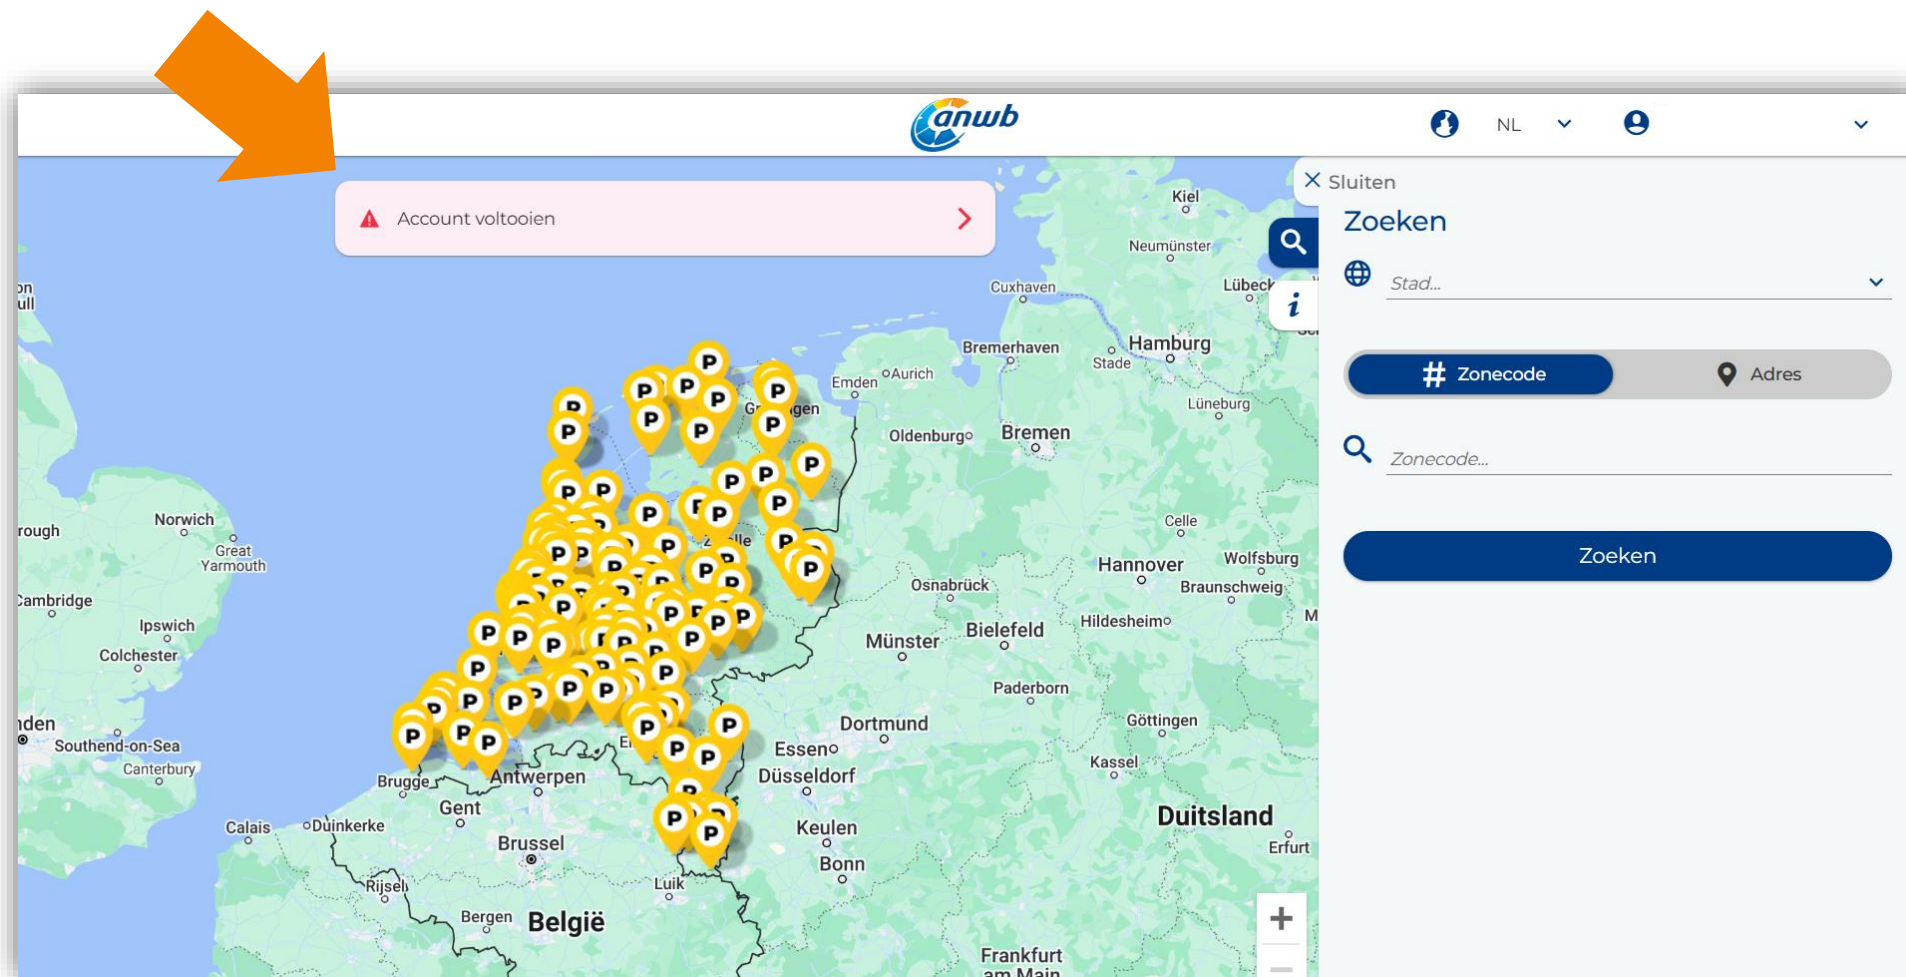 anwb
NL
Account voltooien
Sluiten
Zoeken
Stad...
# Zonecode
Adres
Zonecode...
Zoeken
Kiel
Neumünster
Cuxhaven
Lübeck
i
Bremerhaven
Stade
Hamburg
Emden
Aurich
Lüneburg
Oldenburg
Bremen
Norwich
Great
Yarmouth
Celle
Hannover
Wolfsburg
Osnabrück
Braunschweig
Cambridge
Ipswich
Colchester
Hildesheim
Münster
Bielefeld
Paderborn
Göttingen
Dortmund
Southend-on-Sea
Canterbury
Essen
Kassel
Brugge
Antwerpen
Düsseldorf
Gent
Duitsland
Calais
Duinkerke
Brussel
Keulen
Erfurt
Bonn
Rijsel
Luik
Bergen
België
Frankfurt
am Main
P